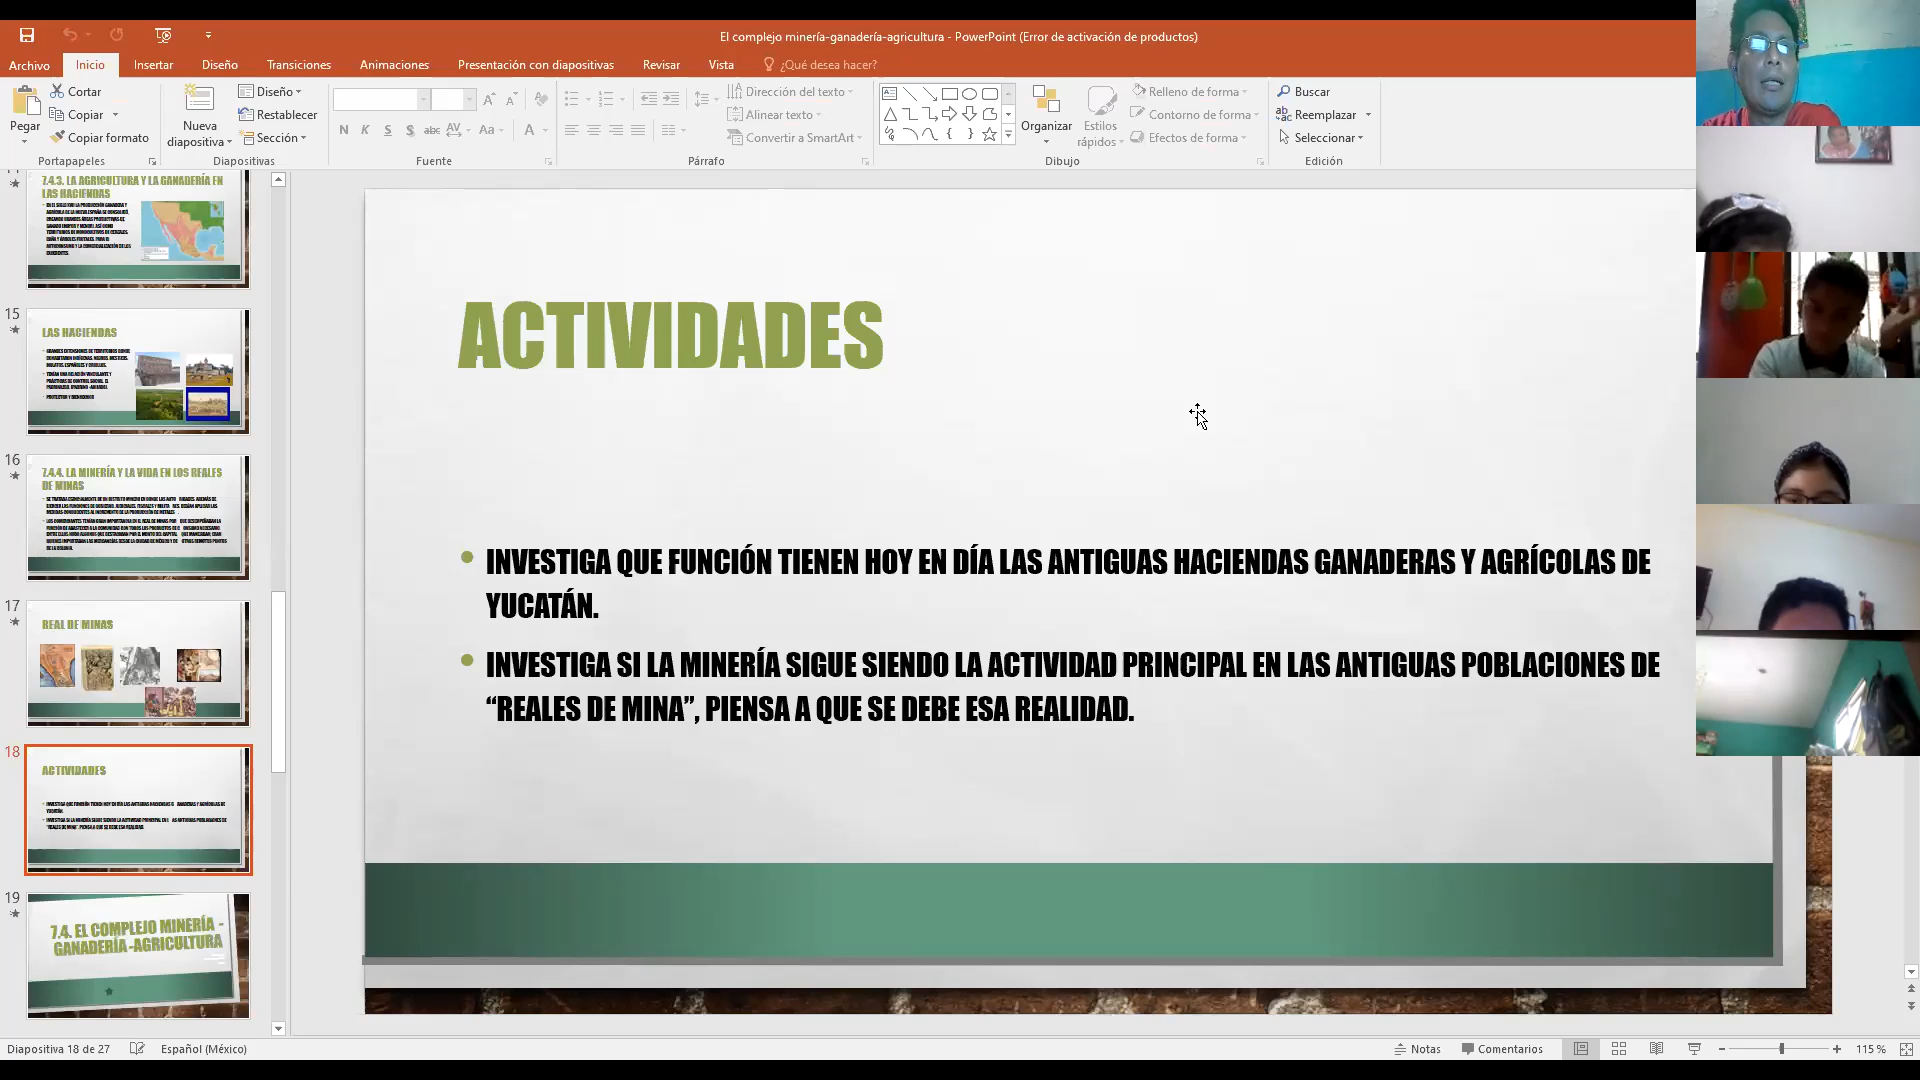 El complejo minería-ganadería-agricultura - PowerPoint (Error de activación de productos)
Archivo Inicio Insertar Diseño Transiciones Animaciones Presentación con diapositivas Revisar Vista ¿Qué desea hacer?
Pegar
Cortar
Copiar
Copiar formato
Portapapeles
Nueva
diapositiva
Diseño
Restablecer
Sección
Diapositivas
N K S S abc AV Aa A
Fuente
Dirección del texto
Alinear texto
Convertir a SmartArt
Párrafo
Organizar
Estilos
rápidos
Relleno de forma
Contorno de forma
Efectos de forma
Dibujo
Buscar
Reemplazar
Seleccionar
Edición
7.4.3. LA AGRICULTURA Y LA GANADERÍA EN
LAS HACIENDAS
15
LAS HACIENDAS
16
7.4.4. LA MINERÍA Y LA VIDA EN LOS REALES
DE MINAS
17
REAL DE MINAS
18
ACTIVIDADES
19
7.4. EL COMPLEJO MINERÍA -
GANADERÍA -AGRICULTURA
ACTIVIDADES
INVESTIGA QUE FUNCIÓN TIENEN HOY EN DÍA LAS ANTIGUAS HACIENDAS GANADERAS Y AGRÍCOLAS DE
YUCATÁN.
INVESTIGA SI LA MINERÍA SIGUE SIENDO LA ACTIVIDAD PRINCIPAL EN LAS ANTIGUAS POBLACIONES DE
“REALES DE MINA”, PIENSA A QUE SE DEBE ESA REALIDAD.
Diapositiva 18 de 27 Español (México) Notas Comentarios 115 %